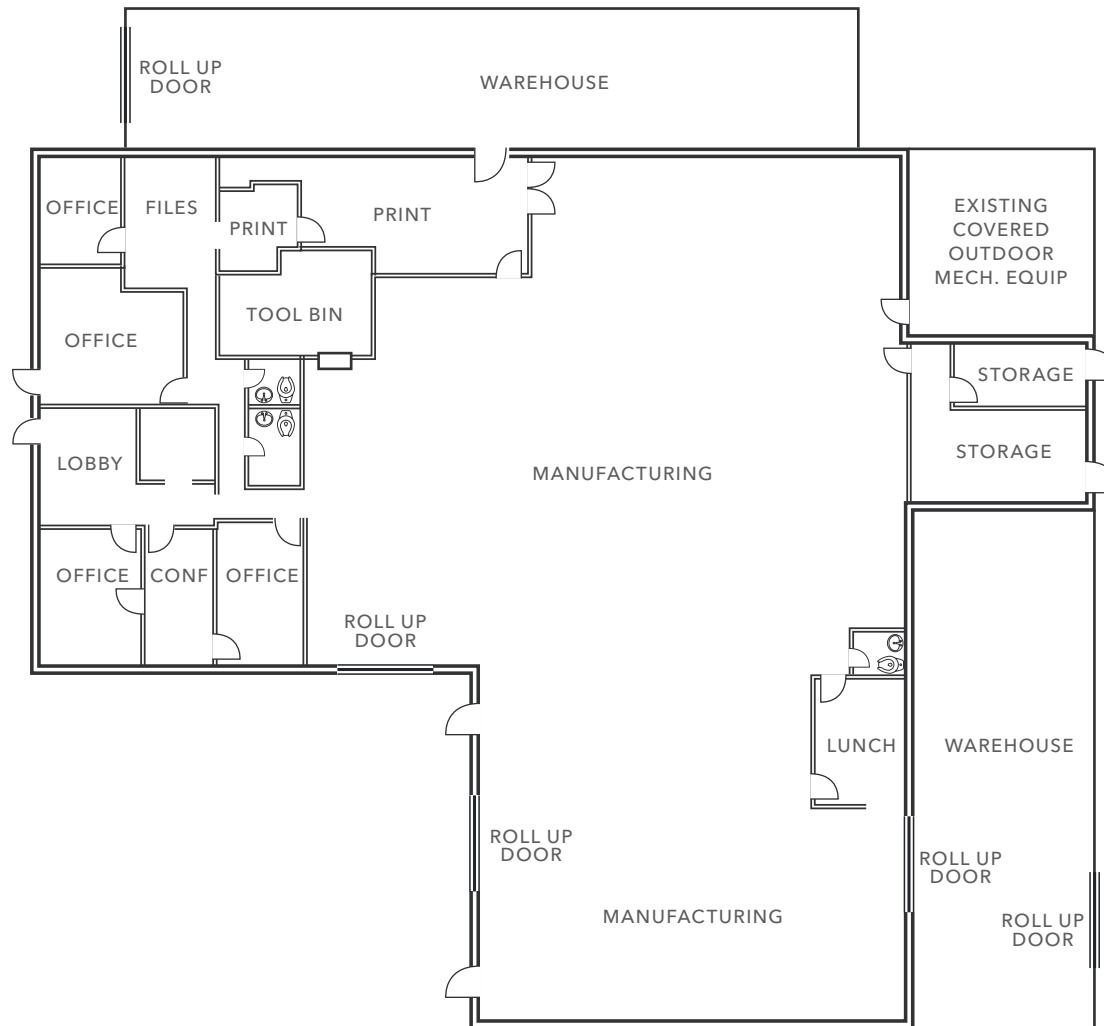 ROLL UP
DOOR
WAREHOUSE
OFFICE
FILES
PRINT
PRINT
EXISTING
COVERED
OUTDOOR
MECH. EQUIP
TOOL BIN
OFFICE
STORAGE
LOBBY
STORAGE
MANUFACTURING
OFFICE
CONF
OFFICE
ROLL UP
DOOR
LUNCH
WAREHOUSE
ROLL UP
DOOR
ROLL UP
DOOR
MANUFACTURING
ROLL UP
DOOR